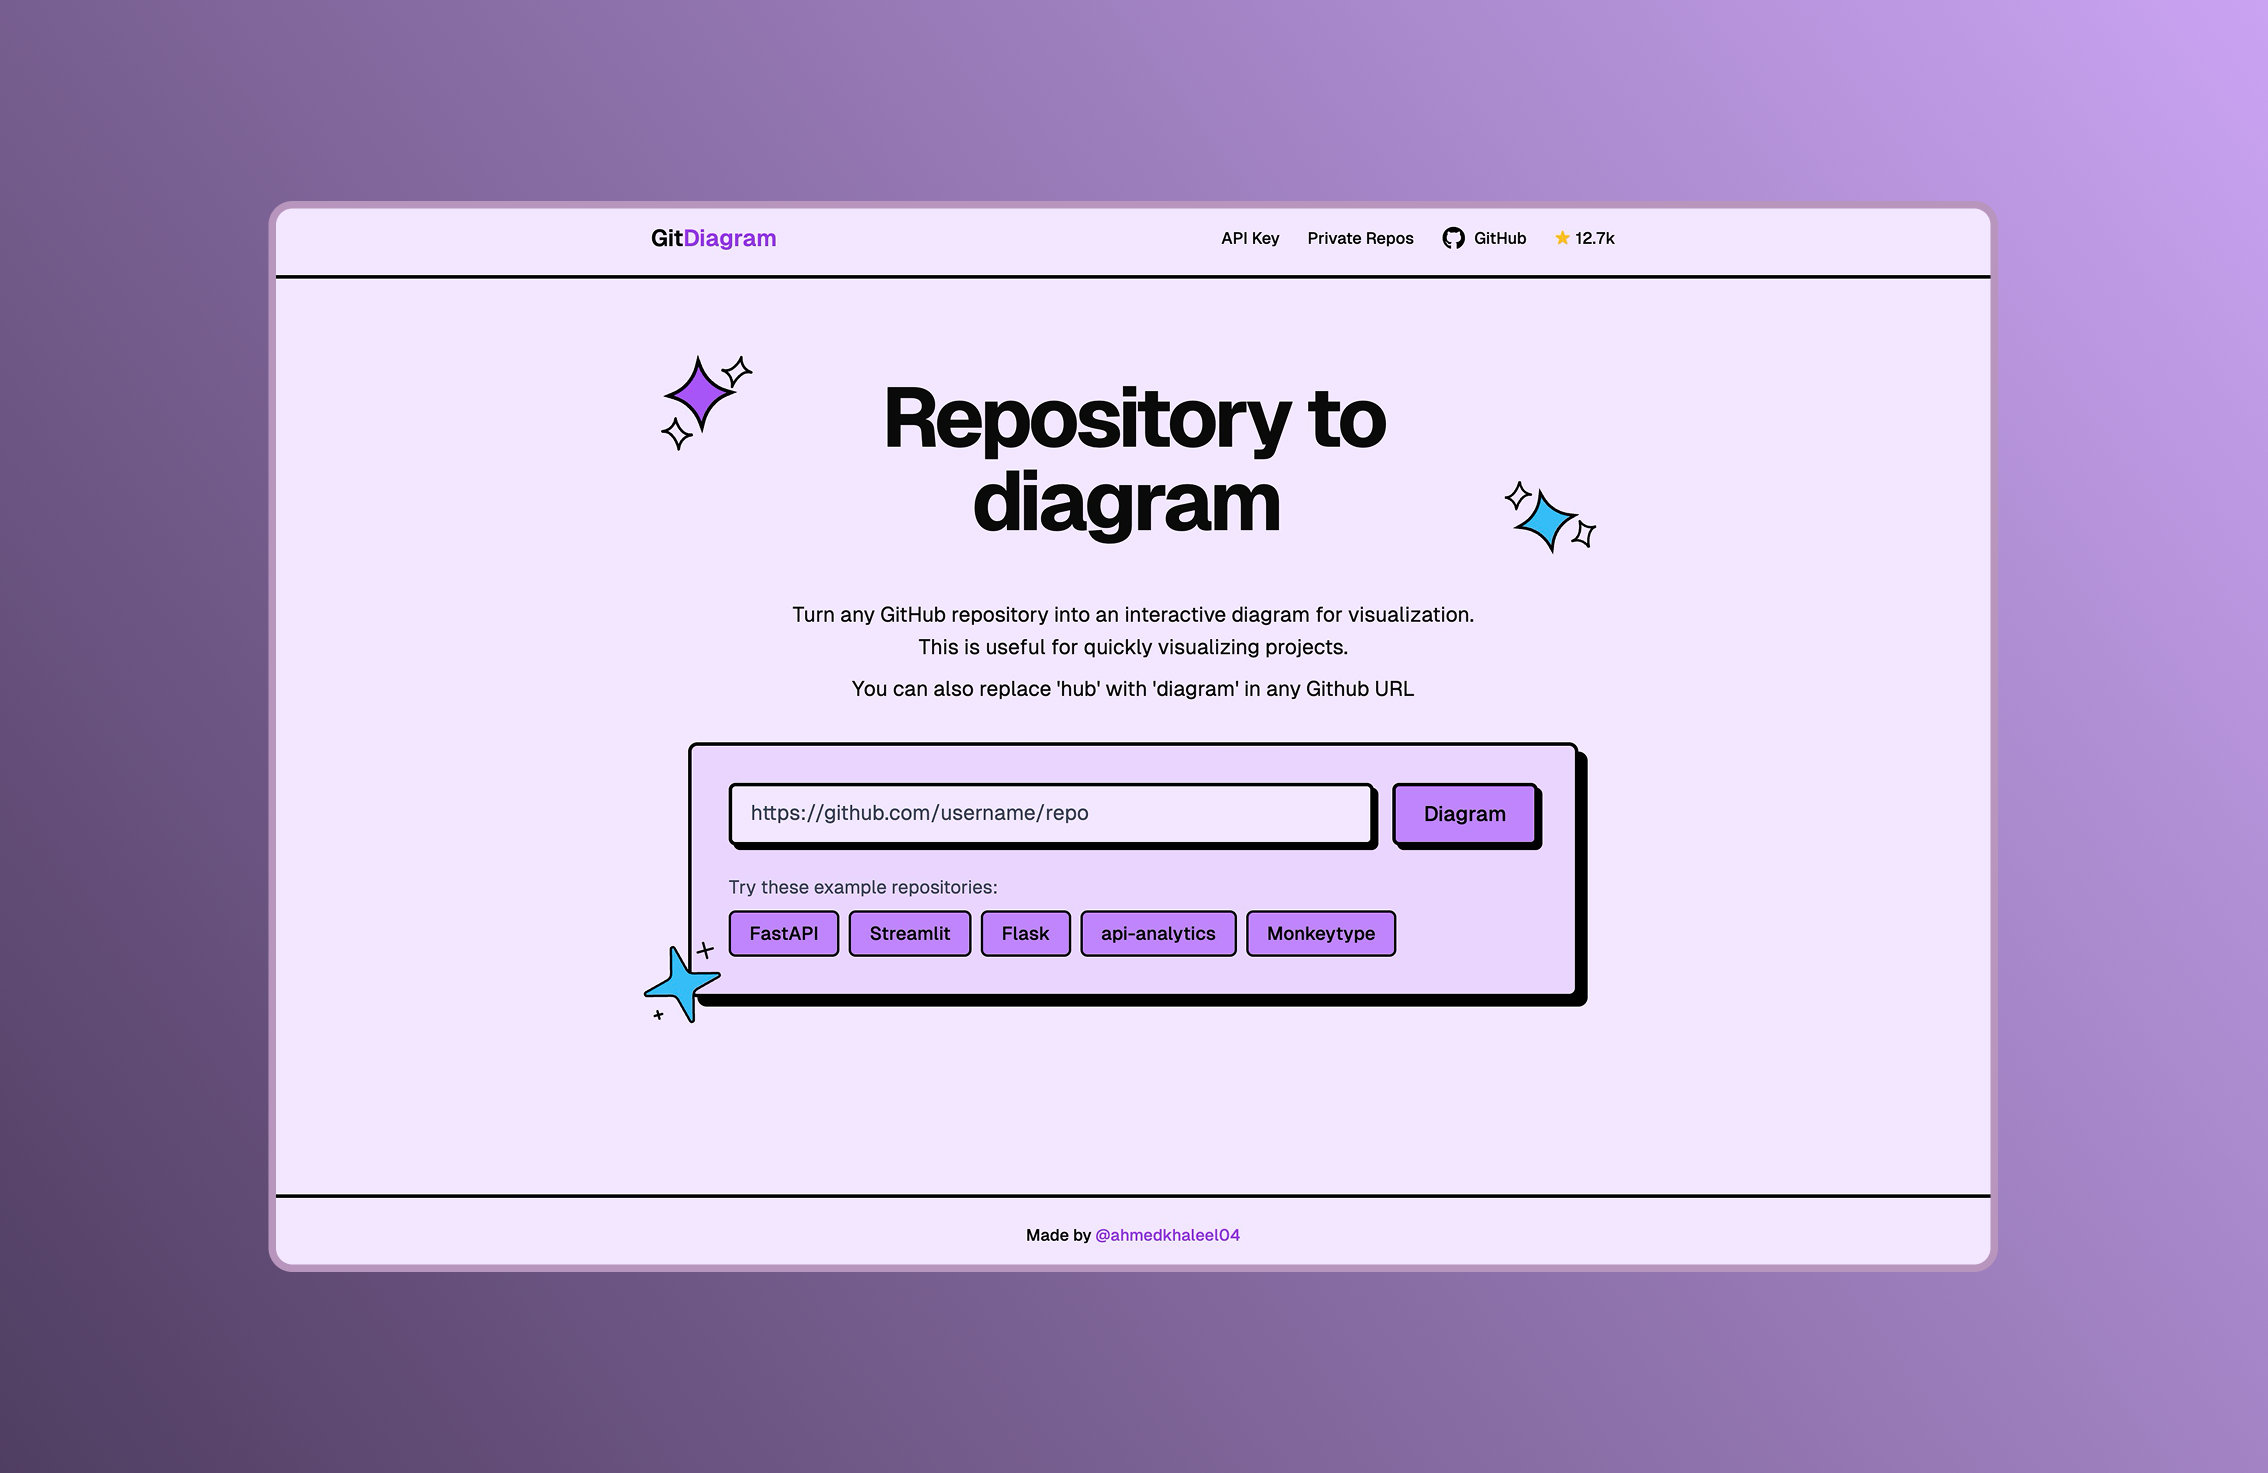 GitDiagram
API Key Private Repos GitHub 12.7k
Repository to
diagram
Turn any GitHub repository into an interactive diagram for visualization.
This is useful for quickly visualizing projects.
You can also replace 'hub' with 'diagram' in any Github URL
https://github.com/username/repo Diagram
Try these example repositories:
FastAPI Streamlit Flask api-analytics Monkeytype
Made by @ahmedkhaleel04